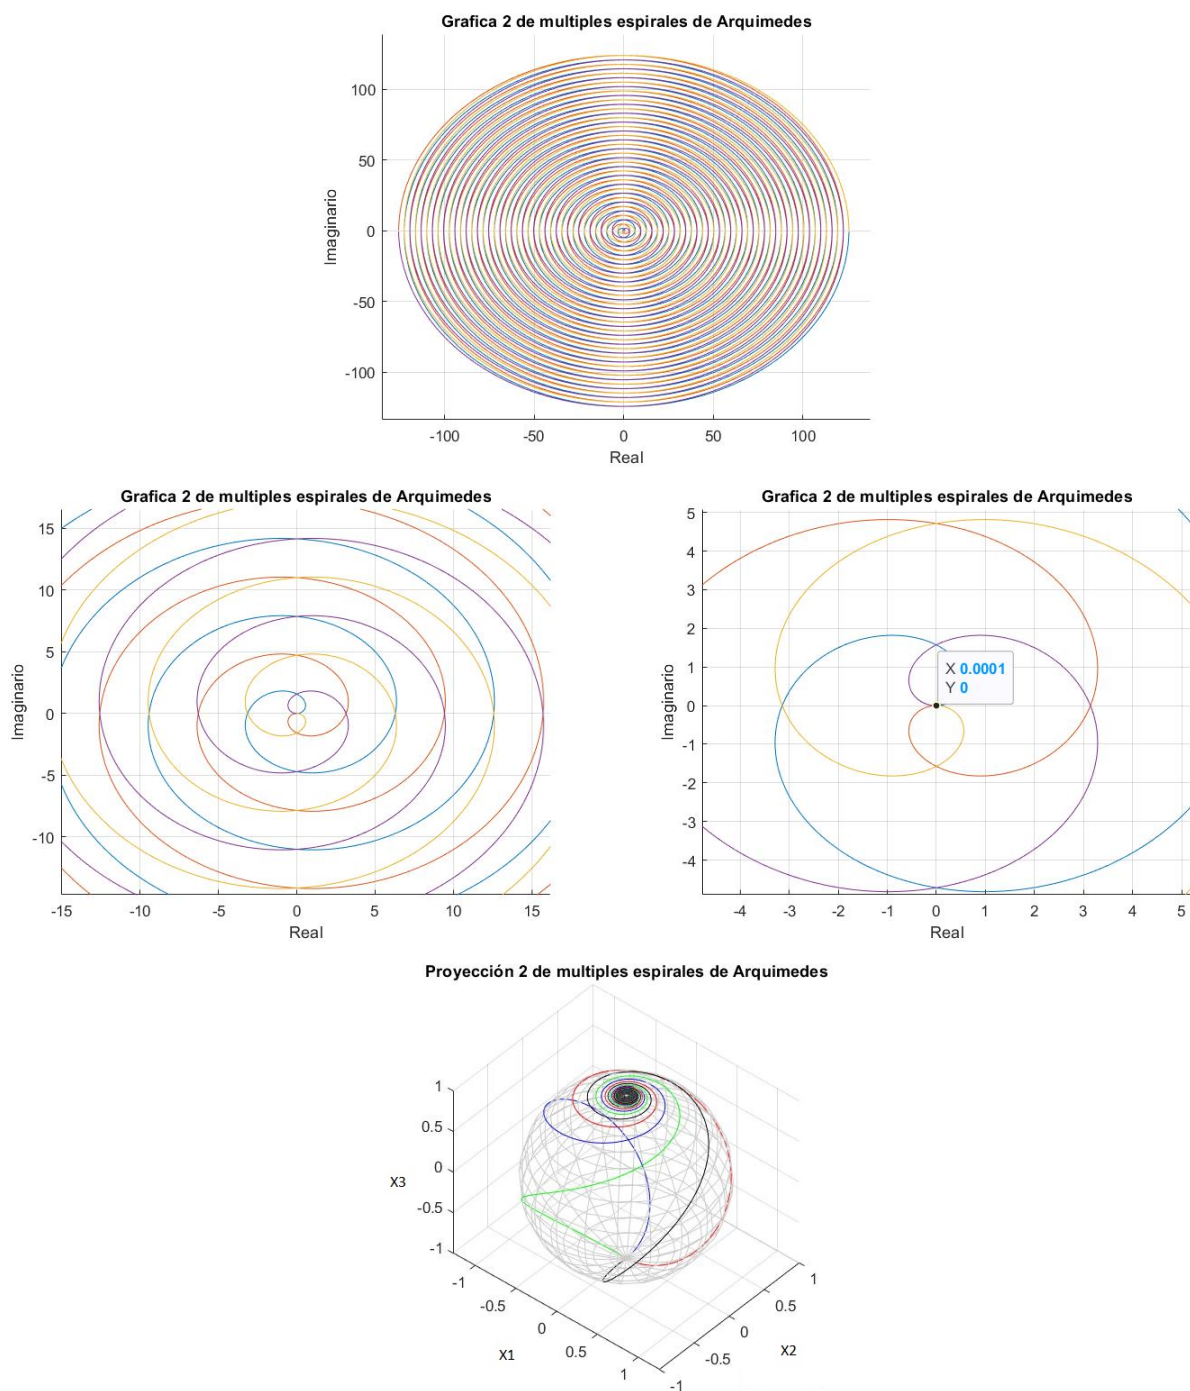 Grafica 2 de multiples espirales de Arquimedes
100
50
0
-50
-100
Imaginario
-100 -50 0 50 100
Real
Grafica 2 de multiples espirales de Arquimedes
15
10
5
0
-5
-10
Imaginario
-15 -10 -5 0 5 10 15
Real
Grafica 2 de multiples espirales de Arquimedes
5
4
3
2
1
0
-1
-2
-3
-4
Imaginario
X 0.0001
Y 0
-4 -3 -2 -1 0 1 2 3 4 5
Real
Proyección 2 de multiples espirales de Arquimedes
1
0.5
0
-0.5
-1
X3
-1
-0.5
0
0.5
1
X1
1
0.5
0
-0.5
-1
X2